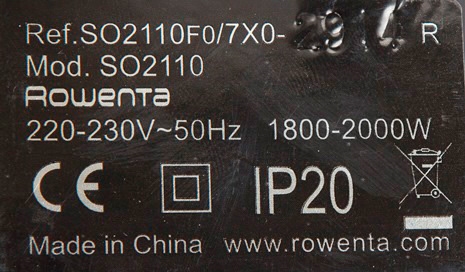 Ref.SO2110F0/7X0-2914 R
Mod. SO2110
Rowenta
220-230V~50Hz 1800-2000W
CE IP20
Made in China www.rowenta.com